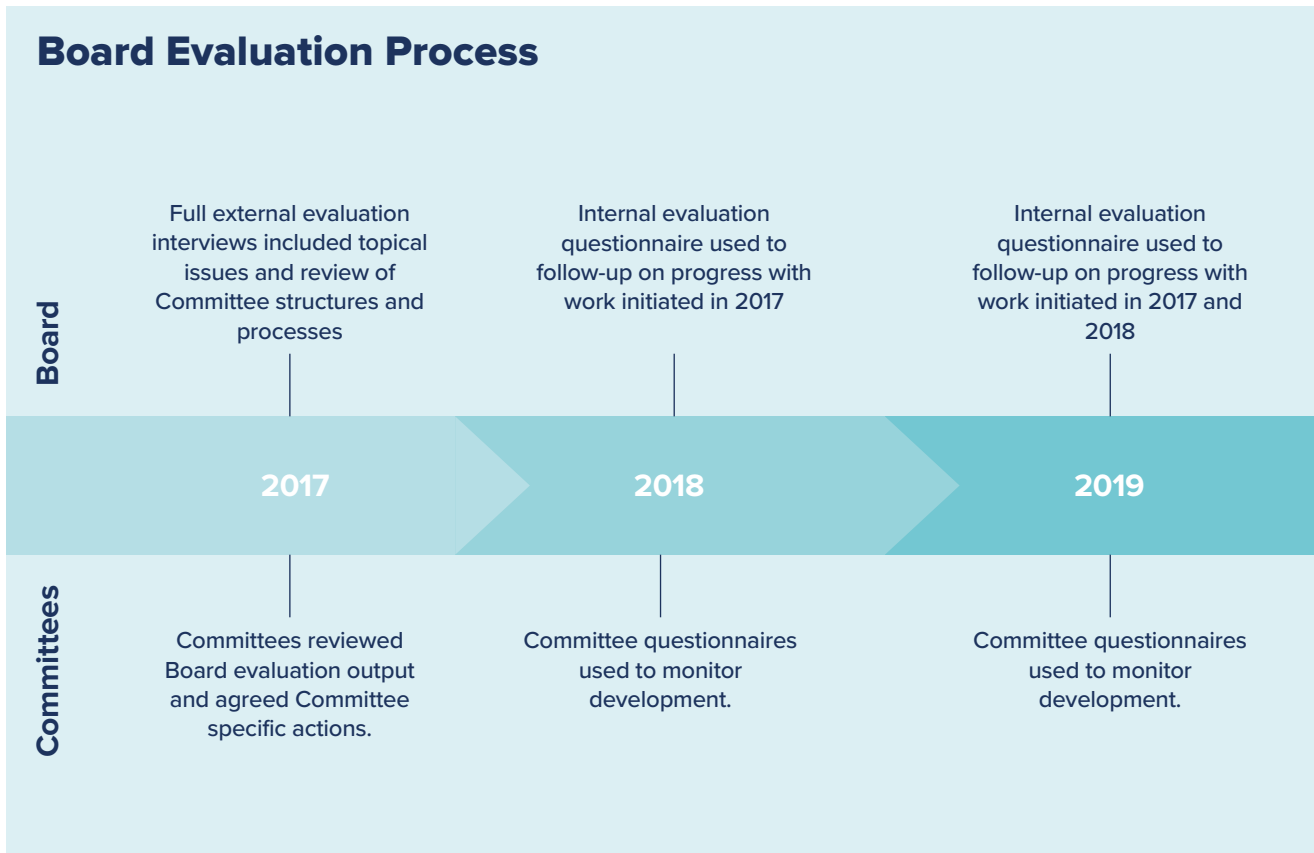 Board Evaluation Process
Board
Full external evaluation
interviews included topical
issues and review of
Committee structures and
processes
Internal evaluation
questionnaire used to
follow-up on progress with
work initiated in 2017
Internal evaluation
questionnaire used to
follow-up on progress with
work initiated in 2017 and
2018
2017
2018
2019
Committees
Committees reviewed
Board evaluation output
and agreed Committee
specific actions.
Committee questionnaires
used to monitor
development.
Committee questionnaires
used to monitor
development.